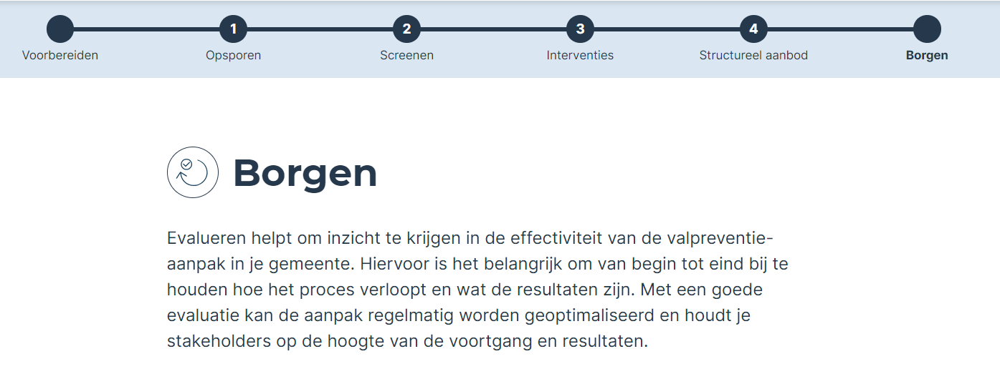 1 2 3 4
Voorbereiden Opsporen Screenen Interventies Structureel aanbod Borgen
Borgen
Evalueren helpt om inzicht te krijgen in de effectiviteit van de valpreventie-
aanpak in je gemeente. Hiervoor is het belangrijk om van begin tot eind bij te
houden hoe het proces verloopt en wat de resultaten zijn. Met een goede
evaluatie kan de aanpak regelmatig worden geoptimaliseerd en houdt je
stakeholders op de hoogte van de voortgang en resultaten.